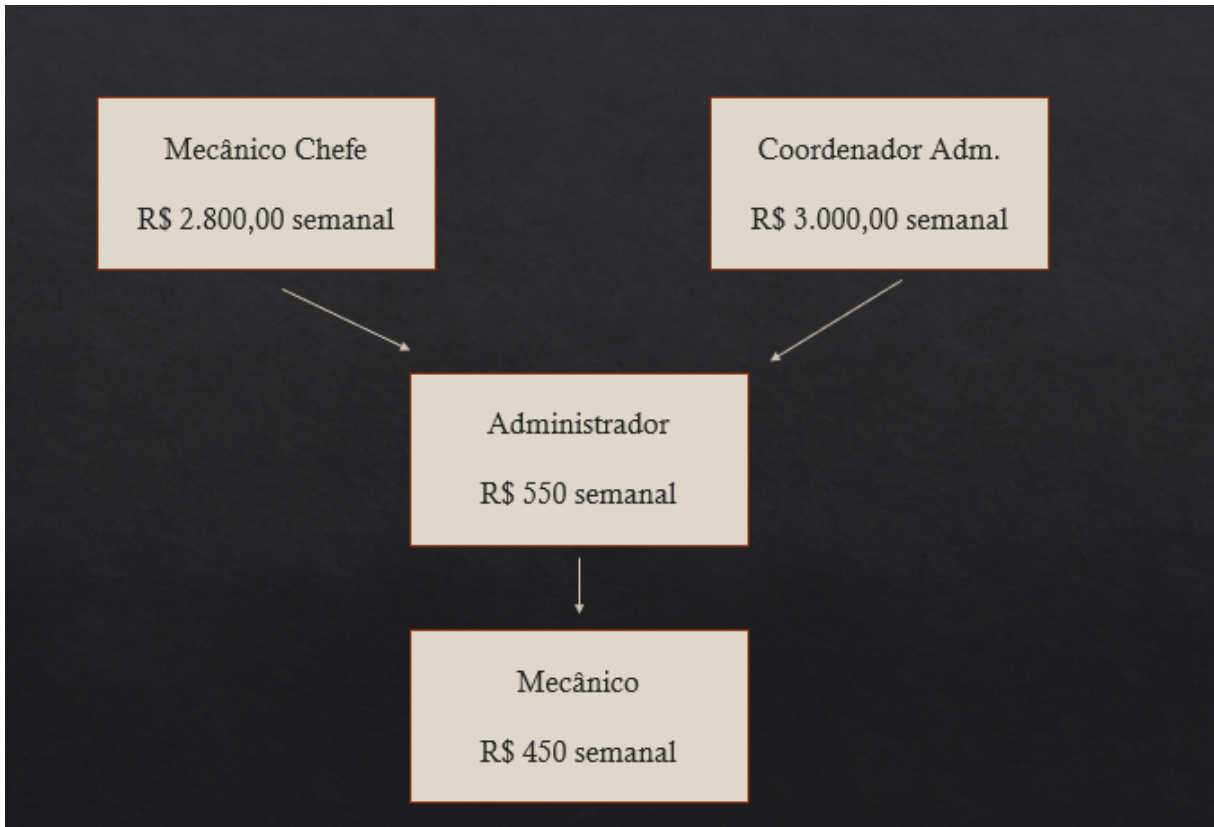 Mecânico Chefe
R$ 2.800,00 semanal
Coordenador Adm.
R$ 3.000,00 semanal
Administrador
R$ 550 semanal
Mecânico
R$ 450 semanal